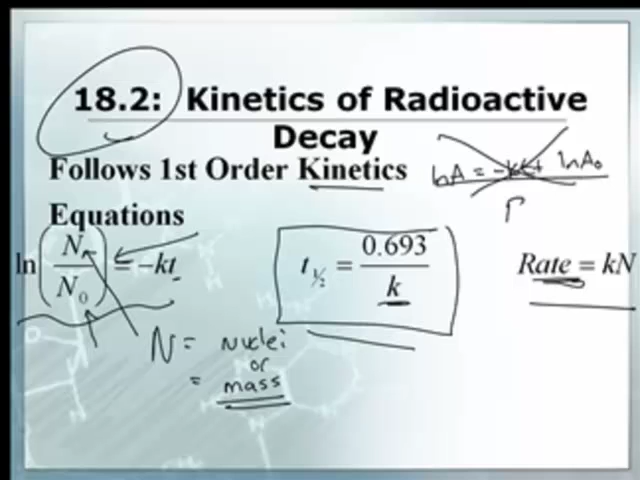 18.2: Kinetics of Radioactive
Decay
Follows 1st Order Kinetics
lnA = -kt + lnA₀
Equations
ln(N/N₀) = -kt
t½ = 0.693/k
Rate = kN
N = nuclei
or
= mass